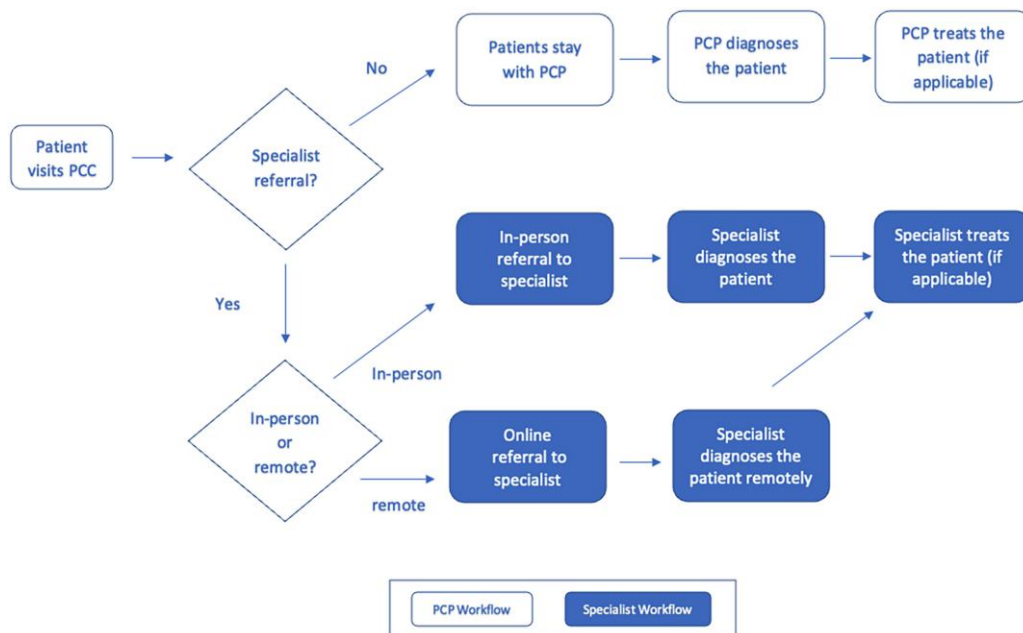 Patients stay
with PCP
PCP diagnoses
the patient
PCP treats the
patient (if
applicable)
No
Patient
visits PCC
Specialist
referral?
In-person
referral to
specialist
Specialist
diagnoses the
patient
Specialist treats
the patient (if
applicable)
Yes
In-person
In-person
or
remote?
Online
referral to
specialist
Specialist
diagnoses the
patient remotely
remote
PCP Workflow
Specialist Workflow